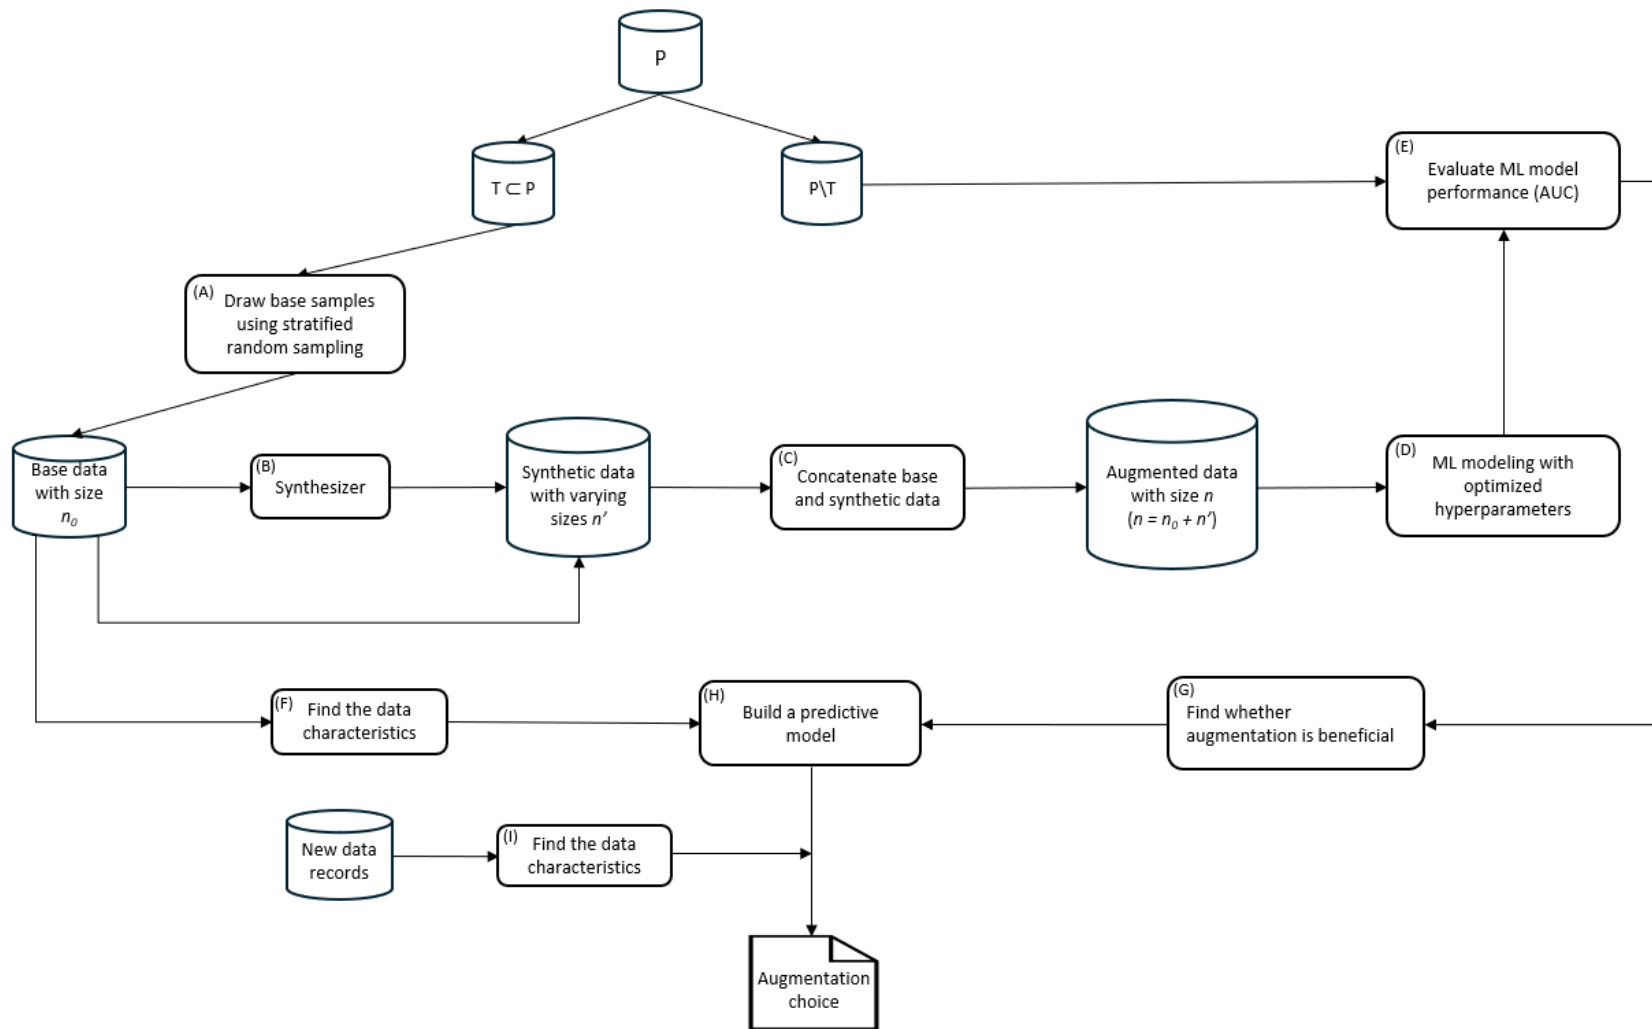 P
T ⊂ P
P\T
(E)
Evaluate ML model
performance (AUC)
(A)
Draw base samples
using stratified
random sampling
Base data
with size
n₀
(B)
Synthesizer
Synthetic data
with varying
sizes n′
(C)
Concatenate base
and synthetic data
Augmented data
with size n
(n = n₀ + n′)
(D)
ML modeling with
optimized
hyperparameters
(F)
Find the data
characteristics
(H)
Build a predictive
model
(G)
Find whether
augmentation is beneficial
New data
records
(I)
Find the data
characteristics
Augmentation
choice